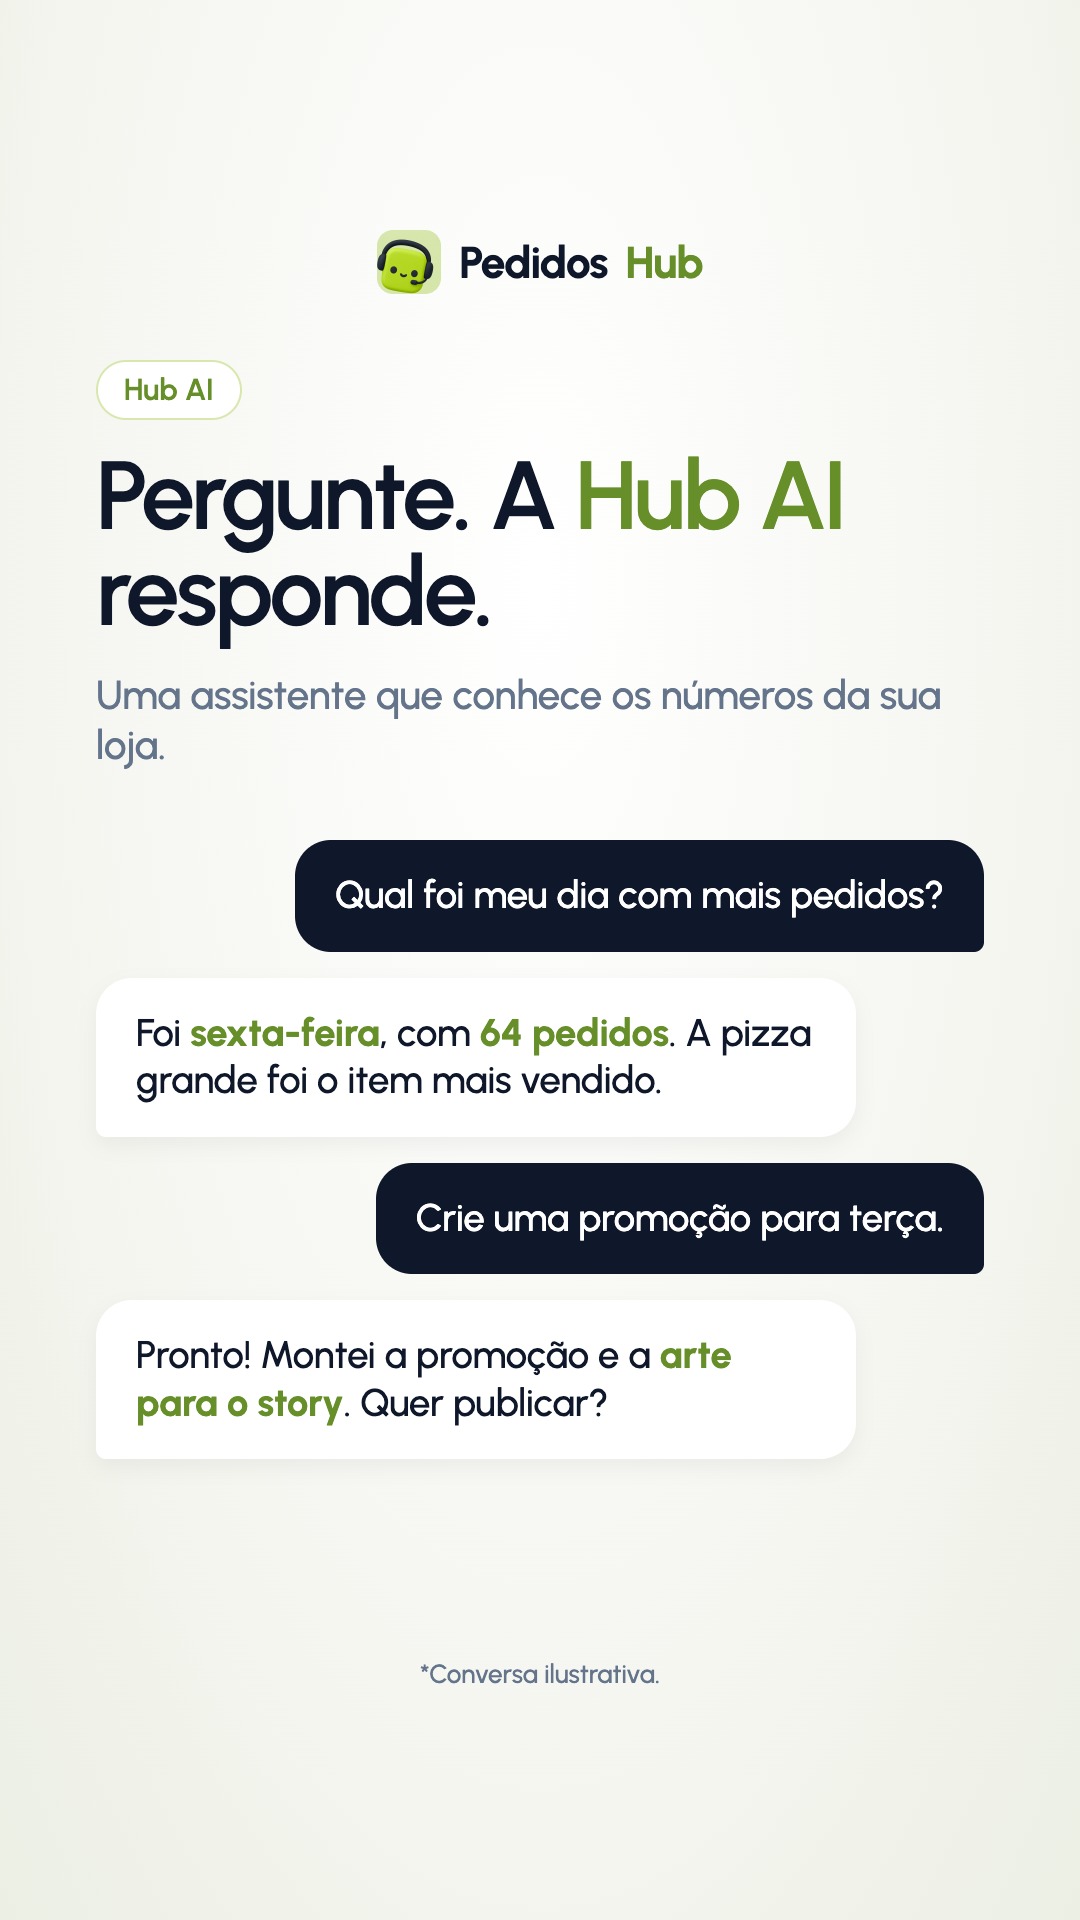 Pedidos Hub
Hub AI
Pergunte. A Hub AI
responde.
Uma assistente que conhece os números da sua
loja.
Qual foi meu dia com mais pedidos?
Foi sexta-feira, com 64 pedidos. A pizza
grande foi o item mais vendido.
Crie uma promoção para terça.
Pronto! Montei a promoção e a arte
para o story. Quer publicar?
*Conversa ilustrativa.